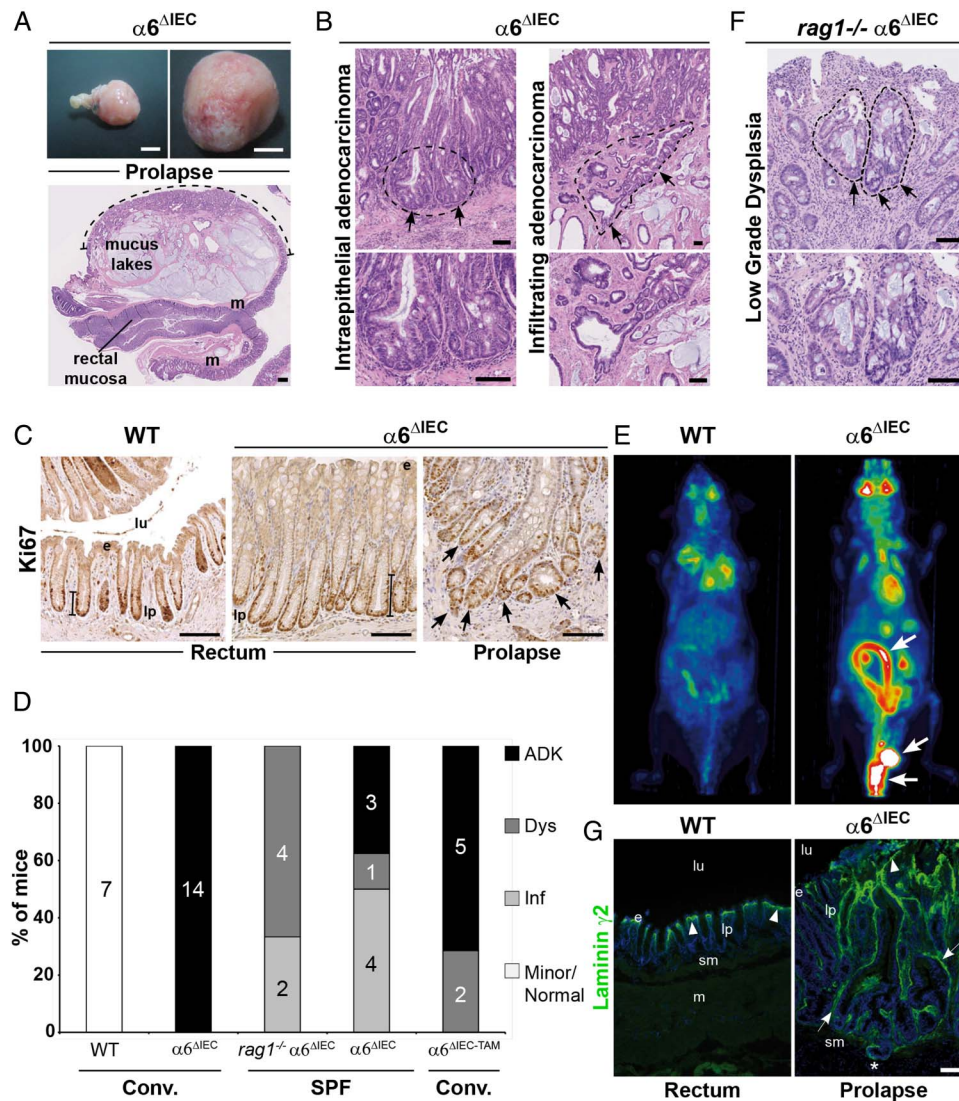 A
α6ΔIEC
Prolapse
mucus
lakes
m
rectal
mucosa
m
B
α6ΔIEC
Intraepithelial adenocarcinoma
Infiltrating adenocarcinoma
F
rag1-/- α6ΔIEC
Low Grade Dysplasia
C
WT
α6ΔIEC
Ki67
lu
e
lp
e
lp
Rectum
Prolapse
D
% of mice
100
80
60
40
20
0
7
14
4
2
3
1
4
5
2
ADK
Dys
Inf
Minor/
Normal
WT
α6ΔIEC
rag1-/- α6ΔIEC
α6ΔIEC
α6ΔIEC-TAM
Conv.
SPF
Conv.
E
WT
α6ΔIEC
G
WT
α6ΔIEC
Laminin γ2
lu
e
lp
sm
m
lu
e
lp
sm
*
Rectum
Prolapse